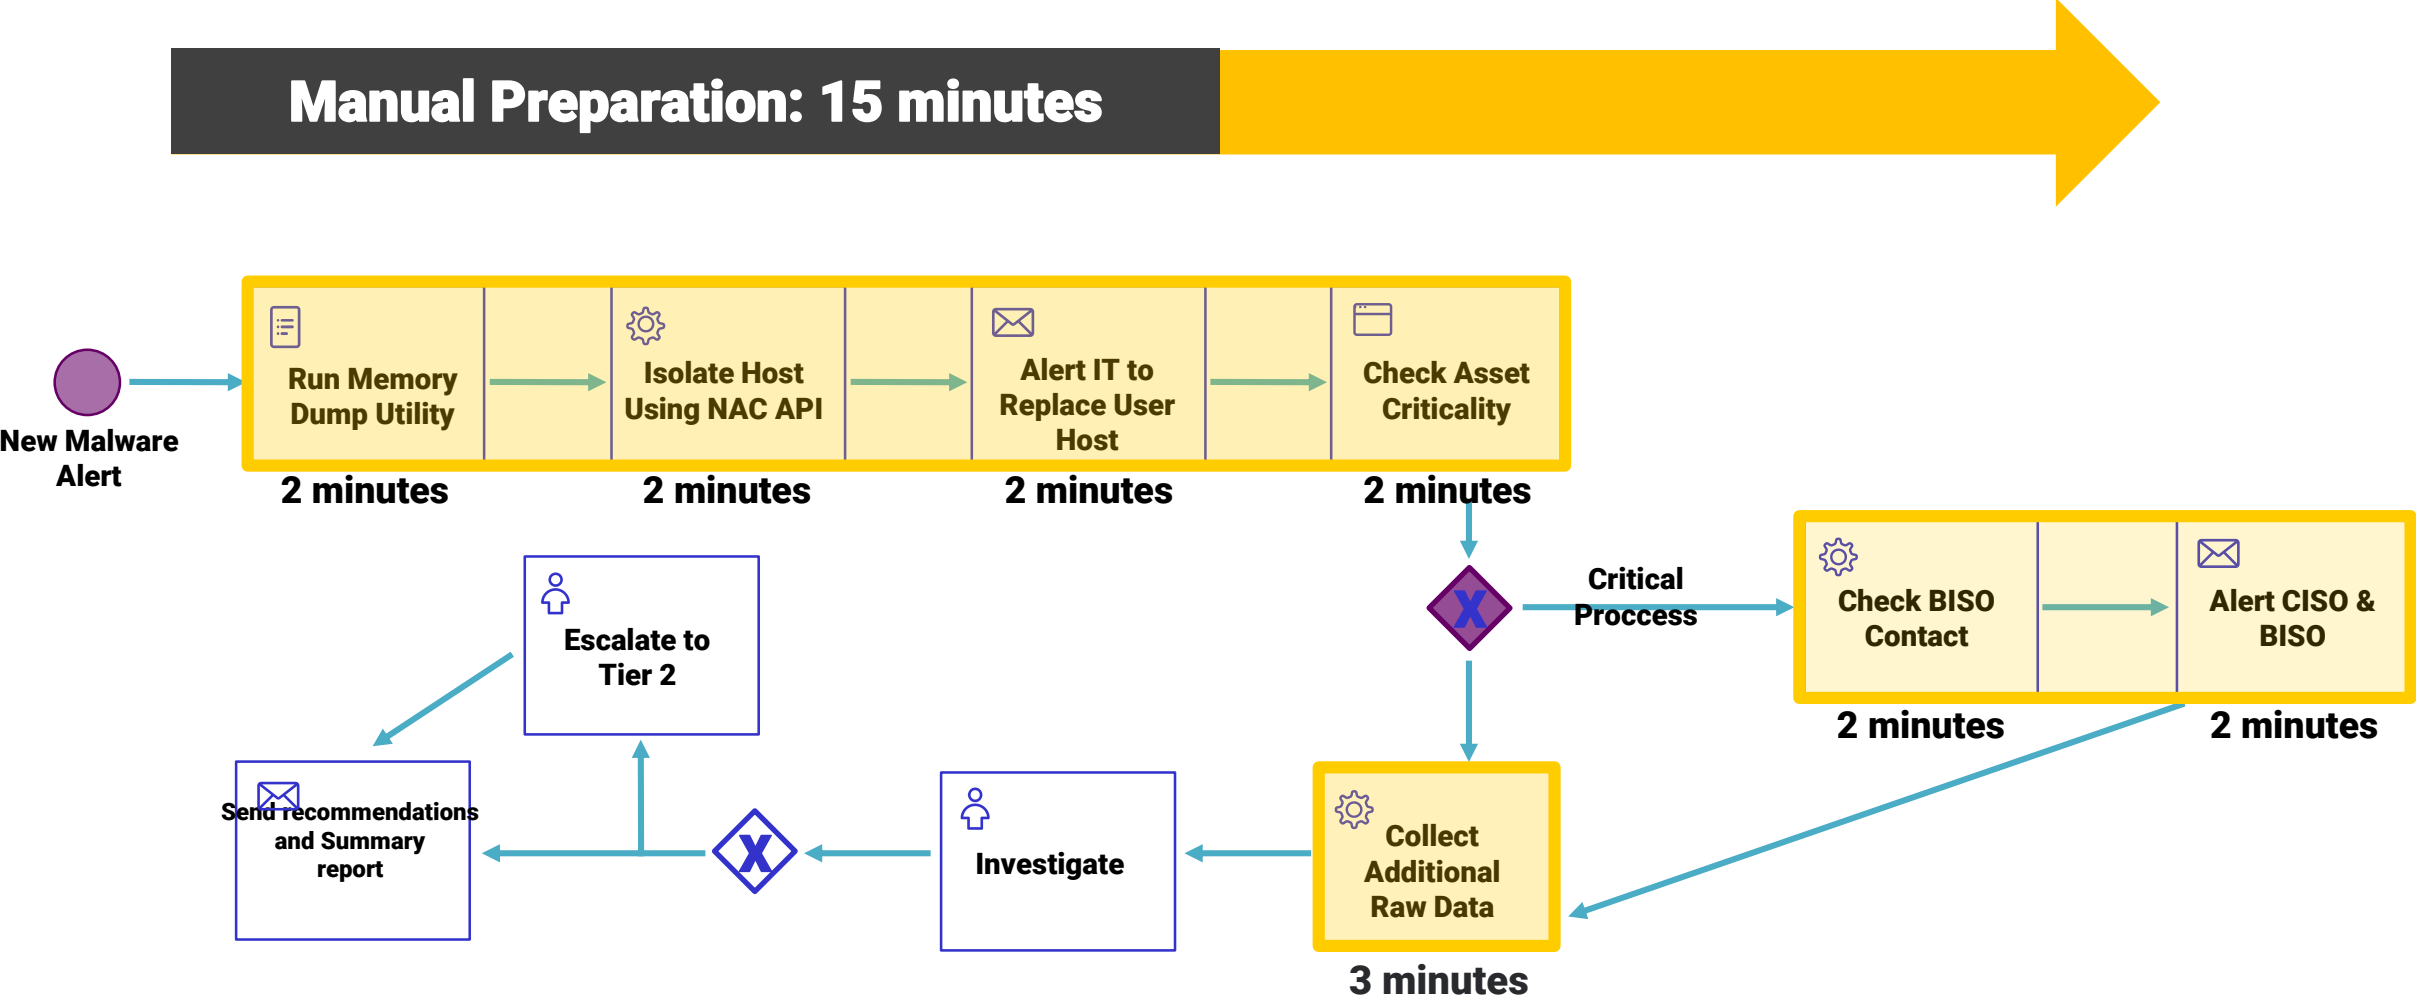 Manual Preparation: 15 minutes
New Malware
Alert
Run Memory
Dump Utility
2 minutes
Isolate Host
Using NAC API
2 minutes
Alert IT to
Replace User
Host
2 minutes
Check Asset
Criticality
2 minutes
X
Critical
Proccess
Check BISO
Contact
2 minutes
Alert CISO &
BISO
2 minutes
Collect
Additional
Raw Data
3 minutes
Investigate
X
Escalate to
Tier 2
Send recommendations
and Summary
report